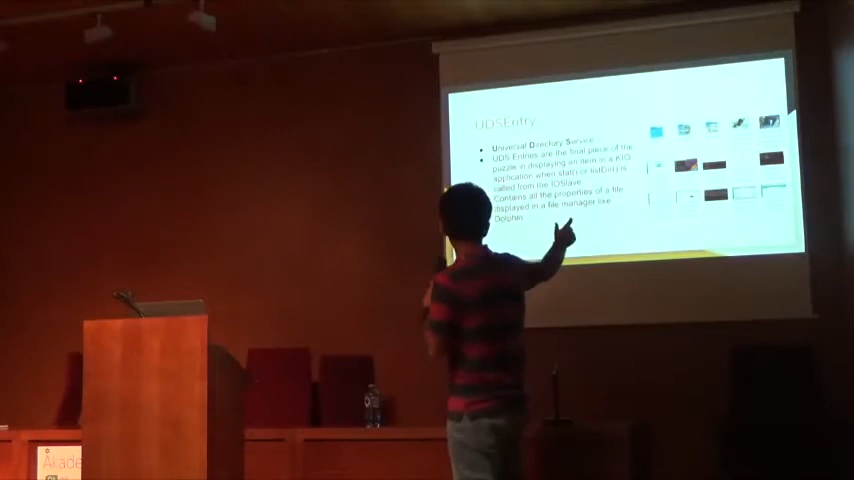 UDSEntry
• Universal Directory Service
• UDS Entries are the final piece of the
puzzle in displaying an item in a KIO
application when stat() or listDir() is
called from the IOSlave.
Contains all the properties of a file
displayed in a file manager like
Dolphin.
Akade